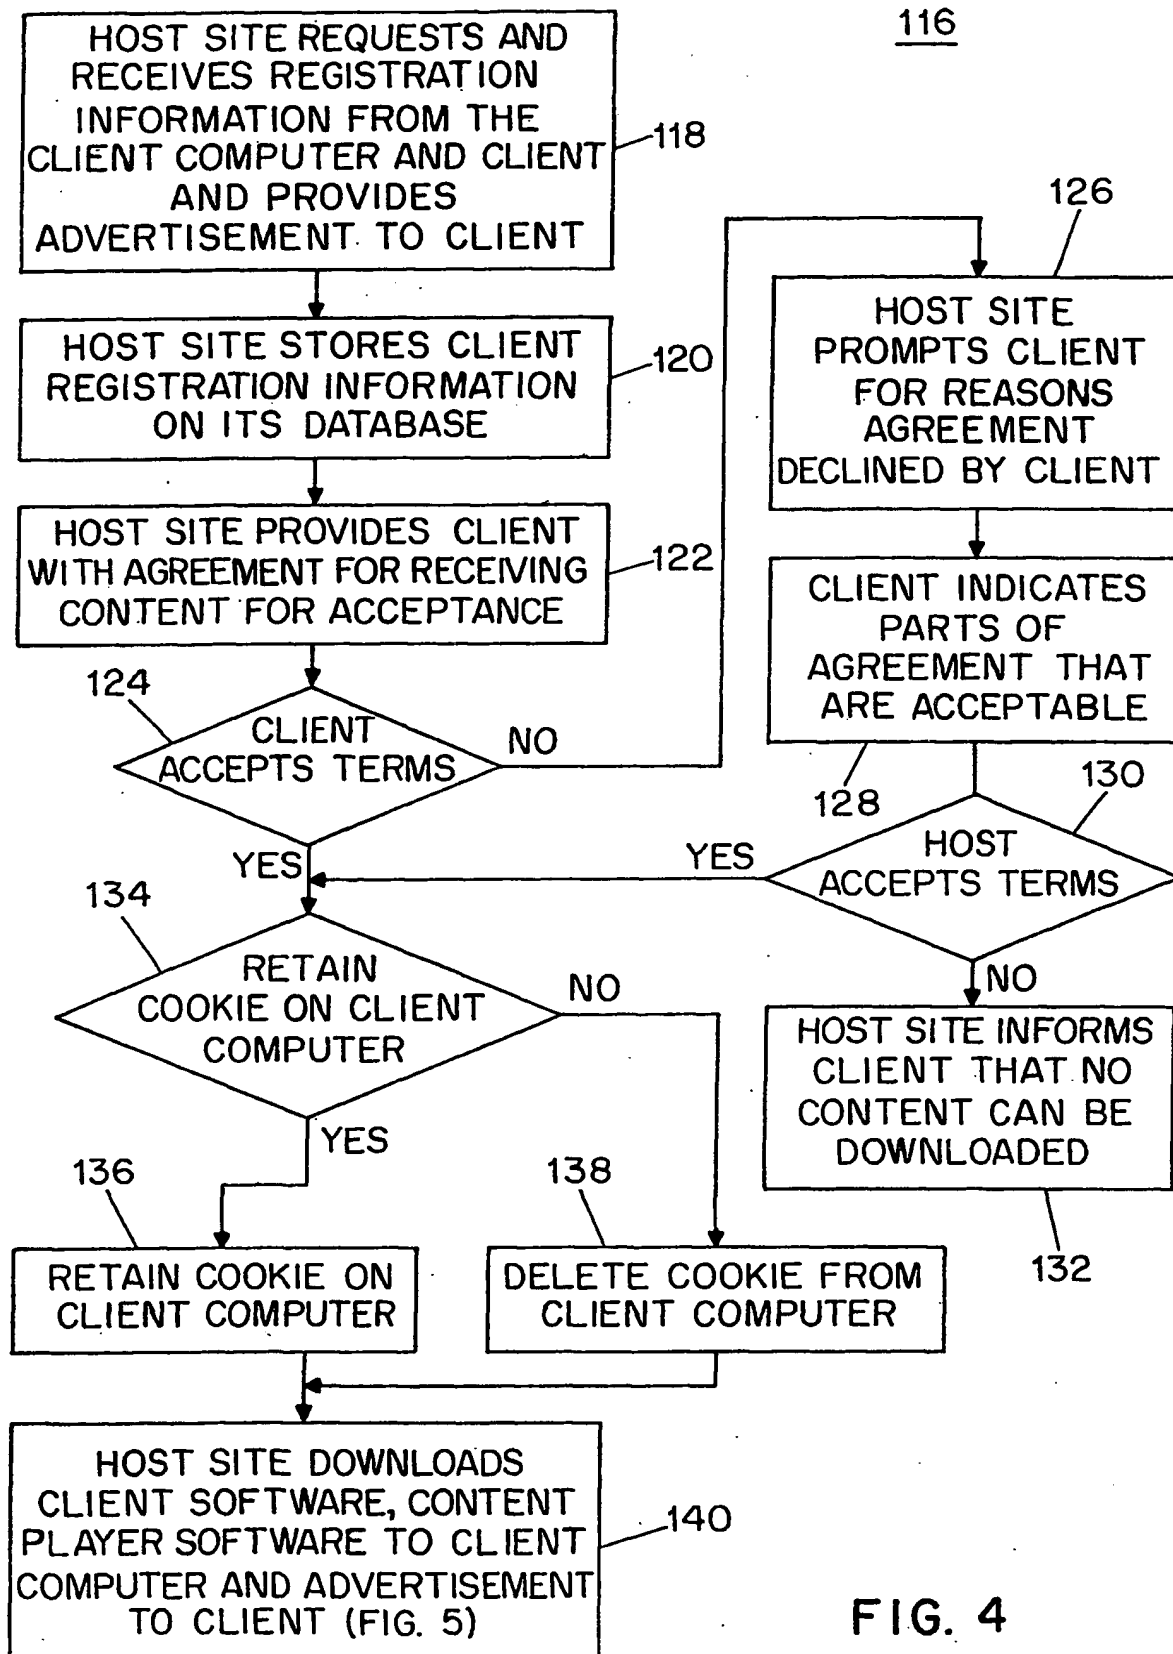 116
HOST SITE REQUESTS AND
RECEIVES REGISTRATION
INFORMATION FROM THE
CLIENT COMPUTER AND CLIENT
AND PROVIDES
ADVERTISEMENT TO CLIENT
118
HOST SITE STORES CLIENT
REGISTRATION INFORMATION
ON ITS DATABASE
120
HOST SITE PROVIDES CLIENT
WITH AGREEMENT FOR RECEIVING
CONTENT FOR ACCEPTANCE
122
124
CLIENT
ACCEPTS TERMS
NO
YES
126
HOST SITE
PROMPTS CLIENT
FOR REASONS
AGREEMENT
DECLINED BY CLIENT
CLIENT INDICATES
PARTS OF
AGREEMENT THAT
ARE ACCEPTABLE
128
130
HOST
ACCEPTS TERMS
YES
NO
HOST SITE INFORMS
CLIENT THAT NO
CONTENT CAN BE
DOWNLOADED
132
134
RETAIN
COOKIE ON CLIENT
COMPUTER
NO
YES
136
RETAIN COOKIE ON
CLIENT COMPUTER
138
DELETE COOKIE FROM
CLIENT COMPUTER
HOST SITE DOWNLOADS
CLIENT SOFTWARE, CONTENT
PLAYER SOFTWARE TO CLIENT
COMPUTER AND ADVERTISEMENT
TO CLIENT (FIG. 5)
140
FIG. 4